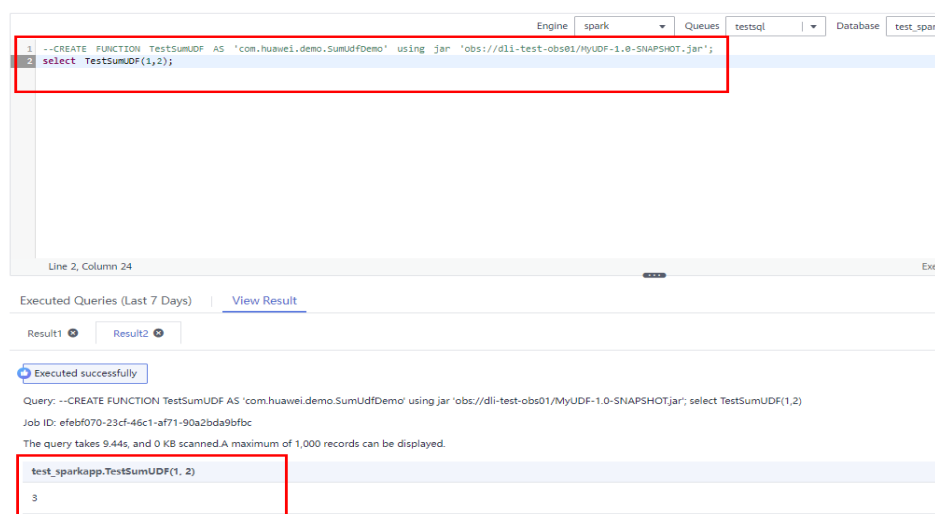 Engine spark Queues testsql Database test_spar
1 --CREATE FUNCTION TestSumUDF AS 'com.huawei.demo.SumUdfDemo' using jar 'obs://dli-test-obs01/MyUDF-1.0-SNAPSHOT.jar';
2 select TestSumUDF(1,2);
Line 2, Column 24 Exe
Executed Queries (Last 7 Days) View Result
Result1 Result2
Executed successfully
Query: --CREATE FUNCTION TestSumUDF AS 'com.huawei.demo.SumUdfDemo' using jar 'obs://dli-test-obs01/MyUDF-1.0-SNAPSHOT.jar'; select TestSumUDF(1,2)
Job ID: efebf070-23cf-46c1-af71-90a2bda9bfbc
The query takes 9.44s, and 0 KB scanned.A maximum of 1,000 records can be displayed.
test_sparkapp.TestSumUDF(1, 2)
3